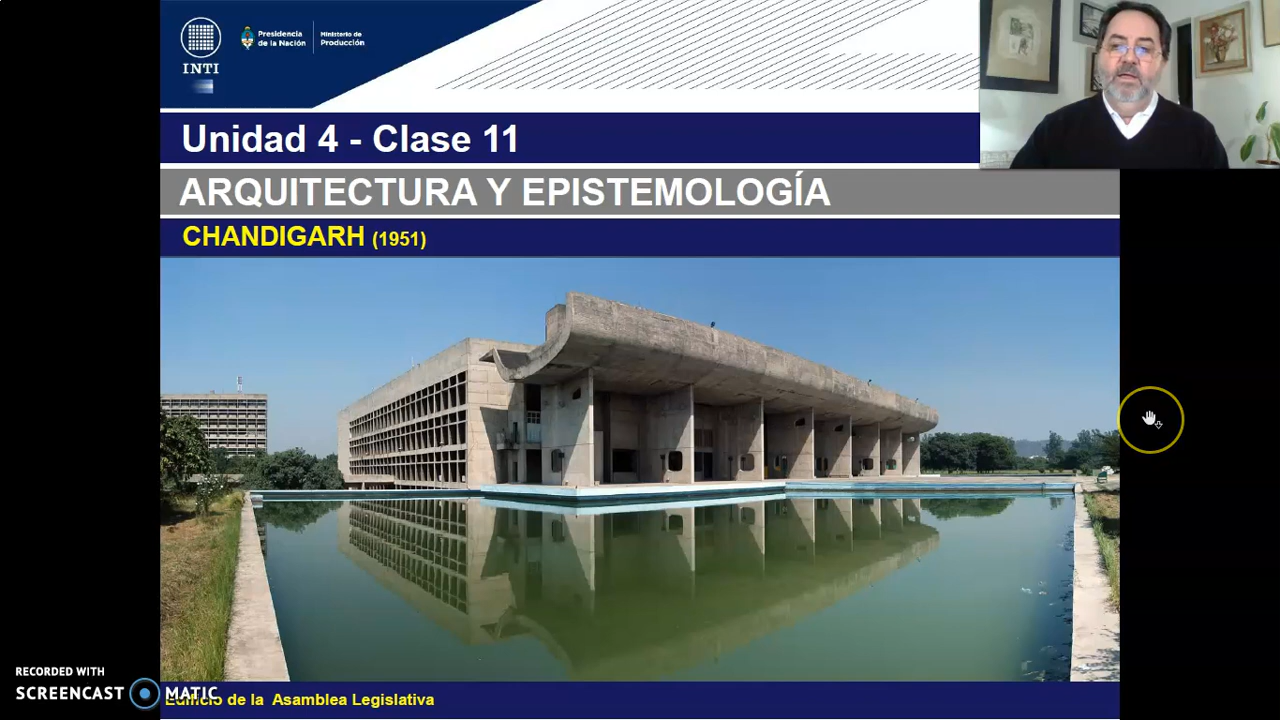 INTI
Presidencia
de la Nación
Ministerio de
Producción
Unidad 4 - Clase 11
ARQUITECTURA Y EPISTEMOLOGÍA
CHANDIGARH (1951)
RECORDED WITH
SCREENCAST MATIC
Edificio de la Asamblea Legislativa